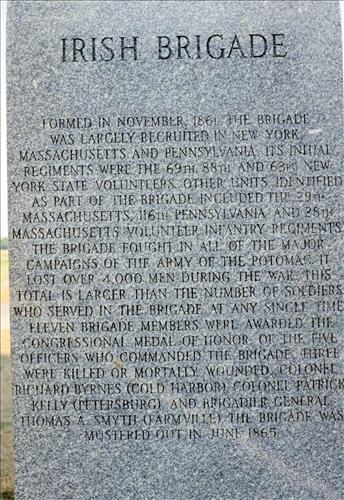 IRISH BRIGADE
FORMED IN NOVEMBER, 1861, THE BRIGADE
WAS LARGELY RECRUITED IN NEW YORK,
MASSACHUSETTS AND PENNSYLVANIA. ITS INITIAL
REGIMENTS WERE THE 69TH, 88TH AND 63RD NEW
YORK STATE VOLUNTEERS. OTHER UNITS IDENTIFIED
AS PART OF THE BRIGADE INCLUDED THE 29TH
MASSACHUSETTS, 116TH PENNSYLVANIA AND 28TH
MASSACHUSETTS VOLUNTEER INFANTRY REGIMENTS.
THE BRIGADE FOUGHT IN ALL OF THE MAJOR
CAMPAIGNS OF THE ARMY OF THE POTOMAC. IT
LOST OVER 4,000 MEN DURING THE WAR. THIS
TOTAL IS LARGER THAN THE NUMBER OF SOLDIERS
WHO SERVED IN THE BRIGADE AT ANY SINGLE TIME.
ELEVEN BRIGADE MEMBERS WERE AWARDED THE
CONGRESSIONAL MEDAL OF HONOR. OF THE FIVE
OFFICERS WHO COMMANDED THE BRIGADE, THREE
WERE KILLED OR MORTALLY WOUNDED, COLONEL
RICHARD BYRNES (COLD HARBOR), COLONEL PATRICK
KELLY (PETERSBURG), AND BRIGADIER GENERAL
THOMAS A. SMYTH (FARMVILLE). THE BRIGADE WAS
MUSTERED OUT IN JUNE 1865.